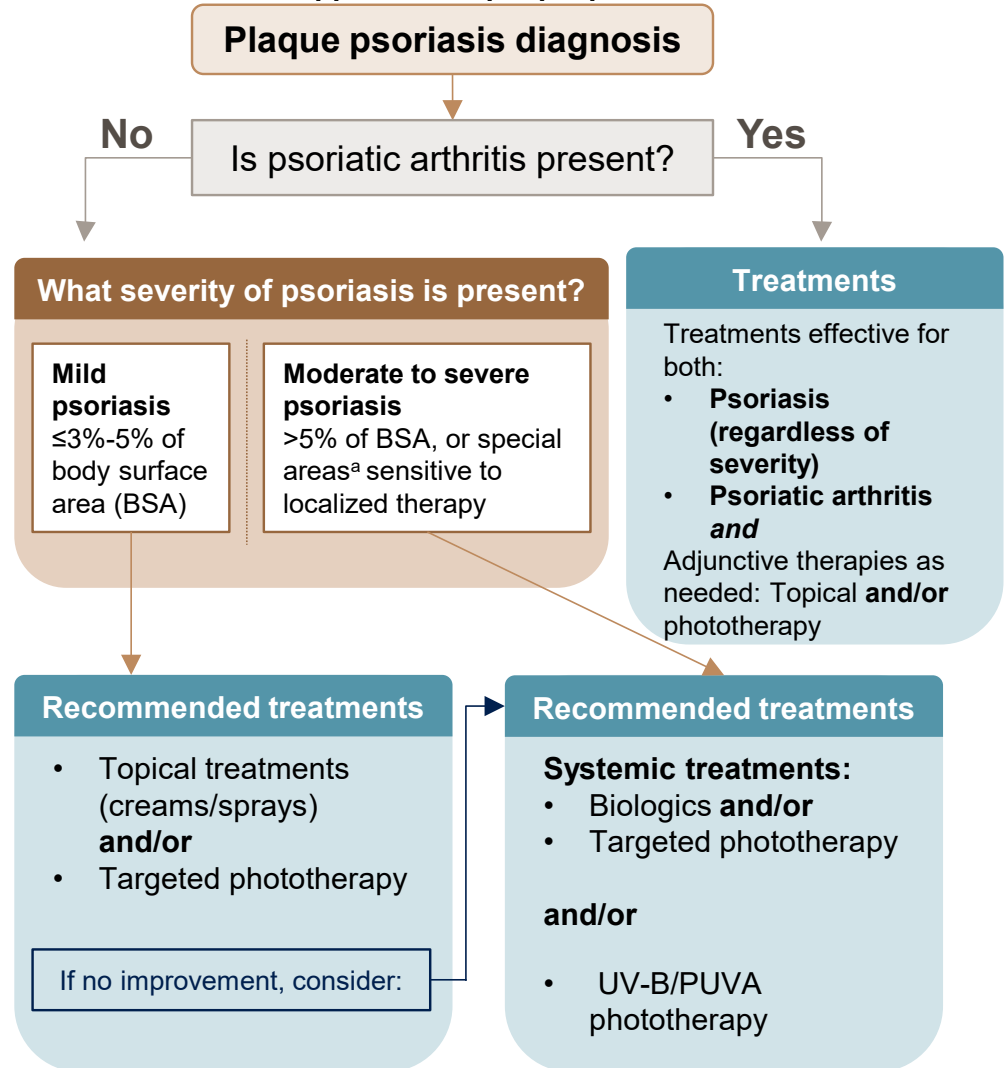 Plaque psoriasis diagnosis
No
Yes
Is psoriatic arthritis present?
What severity of psoriasis is present?
Mild
psoriasis
≤3%-5% of
body surface
area (BSA)
Moderate to severe
psoriasis
>5% of BSA, or special
areasᵃ sensitive to
localized therapy
Treatments
Treatments effective for
both:
• Psoriasis
(regardless of
severity)
• Psoriatic arthritis
and
Adjunctive therapies as
needed: Topical and/or
phototherapy
Recommended treatments
• Topical treatments
(creams/sprays)
and/or
• Targeted phototherapy
If no improvement, consider:
Recommended treatments
Systemic treatments:
• Biologics and/or
• Targeted phototherapy
and/or
• UV-B/PUVA
phototherapy